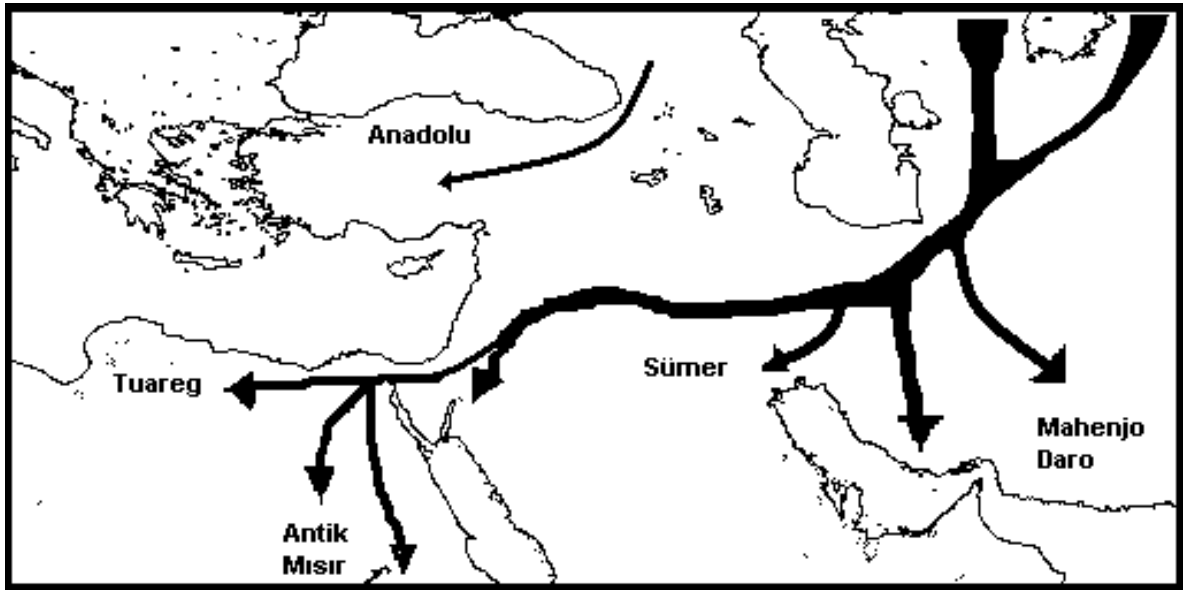 Anadolu
Tuareg
Sümer
Mahenjo
Daro
Antik
Mısır